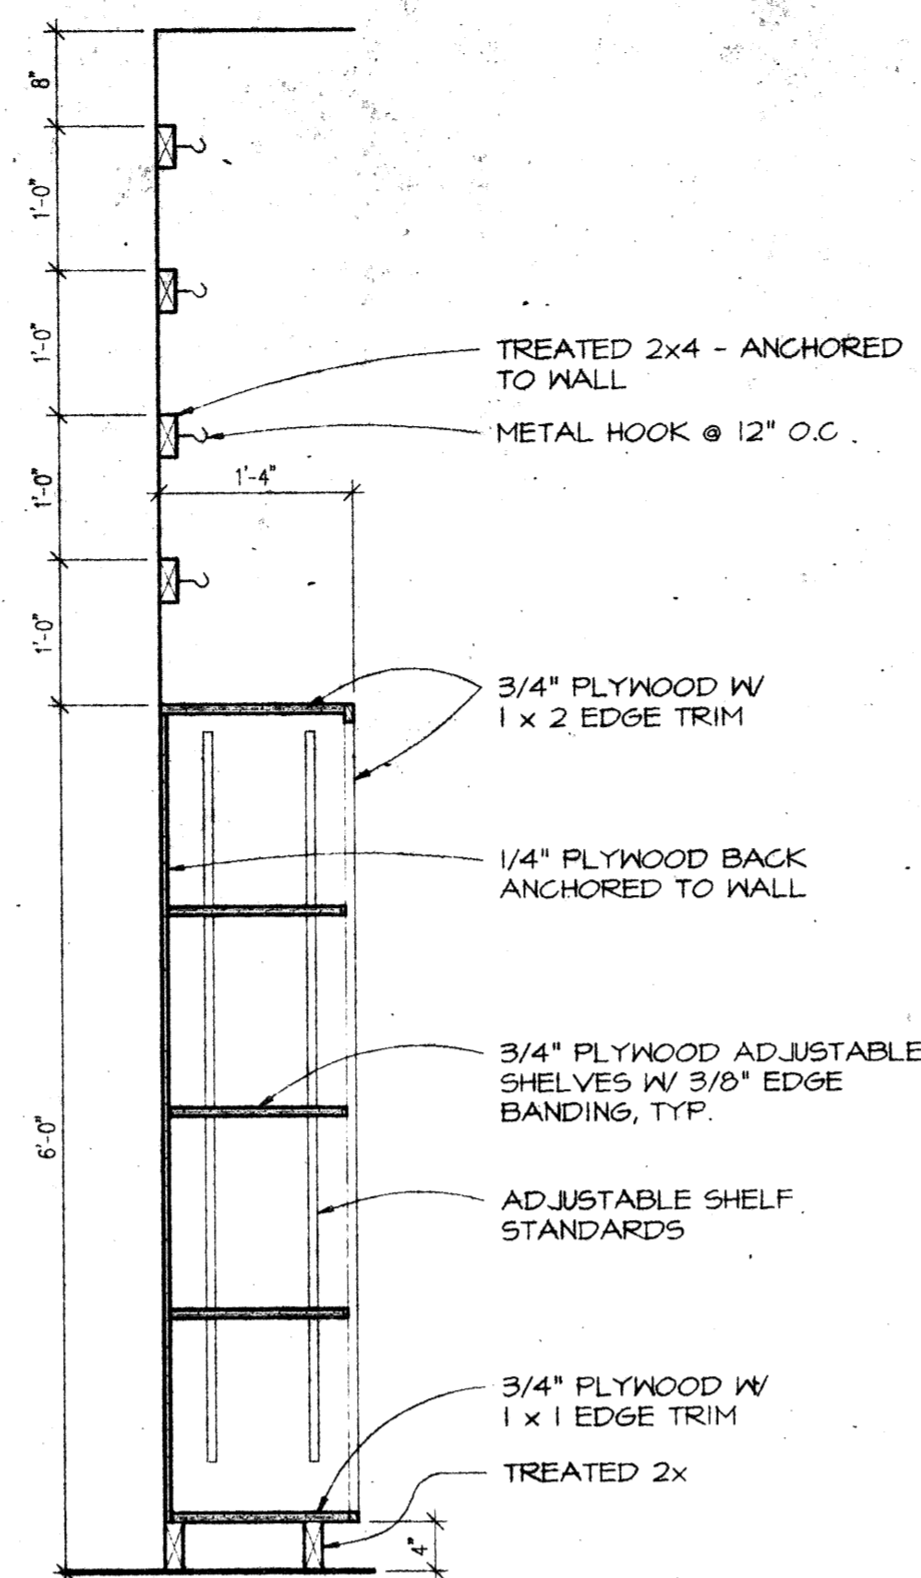 8"
1'-0"
1'-0"
1'-0"
1'-0"
6'-0"
1'-4"
TREATED 2x4 - ANCHORED
TO WALL
METAL HOOK @ 12" O.C.
3/4" PLYWOOD W/
1 x 2 EDGE TRIM
1/4" PLYWOOD BACK
ANCHORED TO WALL
3/4" PLYWOOD ADJUSTABLE
SHELVES W/ 3/8" EDGE
BANDING, TYP.
ADJUSTABLE SHELF
STANDARDS
3/4" PLYWOOD W/
1 x 1 EDGE TRIM
TREATED 2x
4"